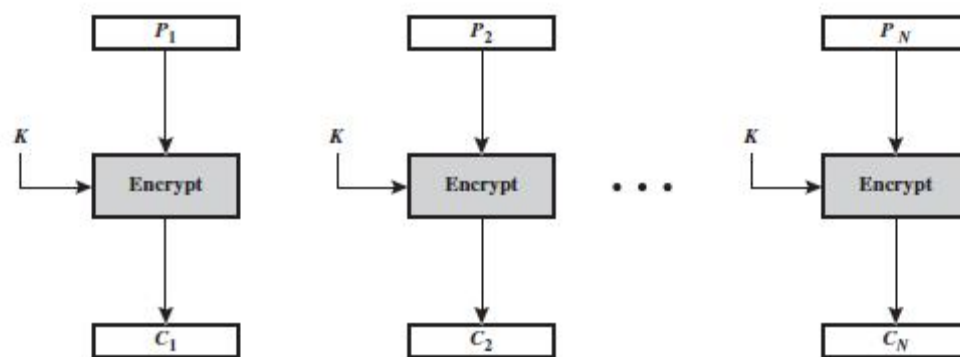 P1 P2 PN
K K K
Encrypt Encrypt • • • Encrypt
C1 C2 CN